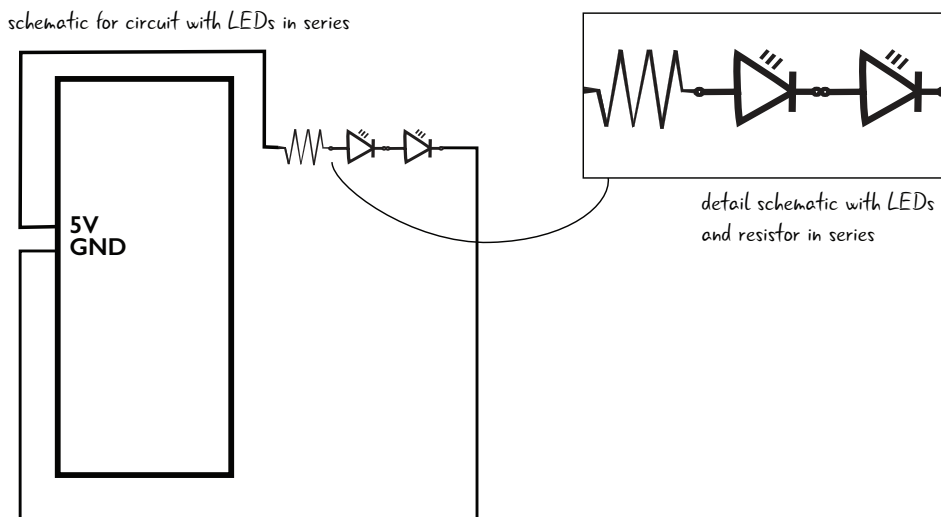 schematic for circuit with LEDs in series
5V
GND
detail schematic with LEDs
and resistor in series